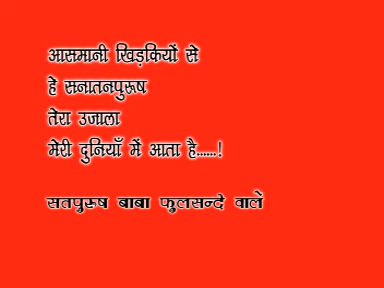 आसमानी खिड़कियों से
हे सनातनपुरूष
तेरा उजाला
मेरी दुनियाँ में आता है......!
सतपुरूष बाबा फुलसन्दे वाले